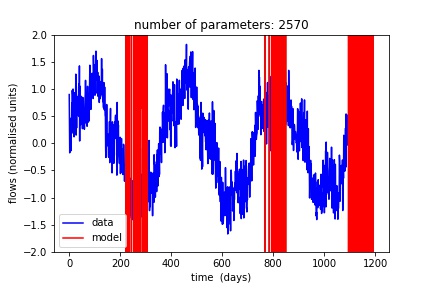 number of parameters: 2570
flows (normalised units)
2.0
1.5
1.0
0.5
0.0
−0.5
−1.0
−1.5
−2.0
data
model
0 200 400 600 800 1000 1200
time (days)